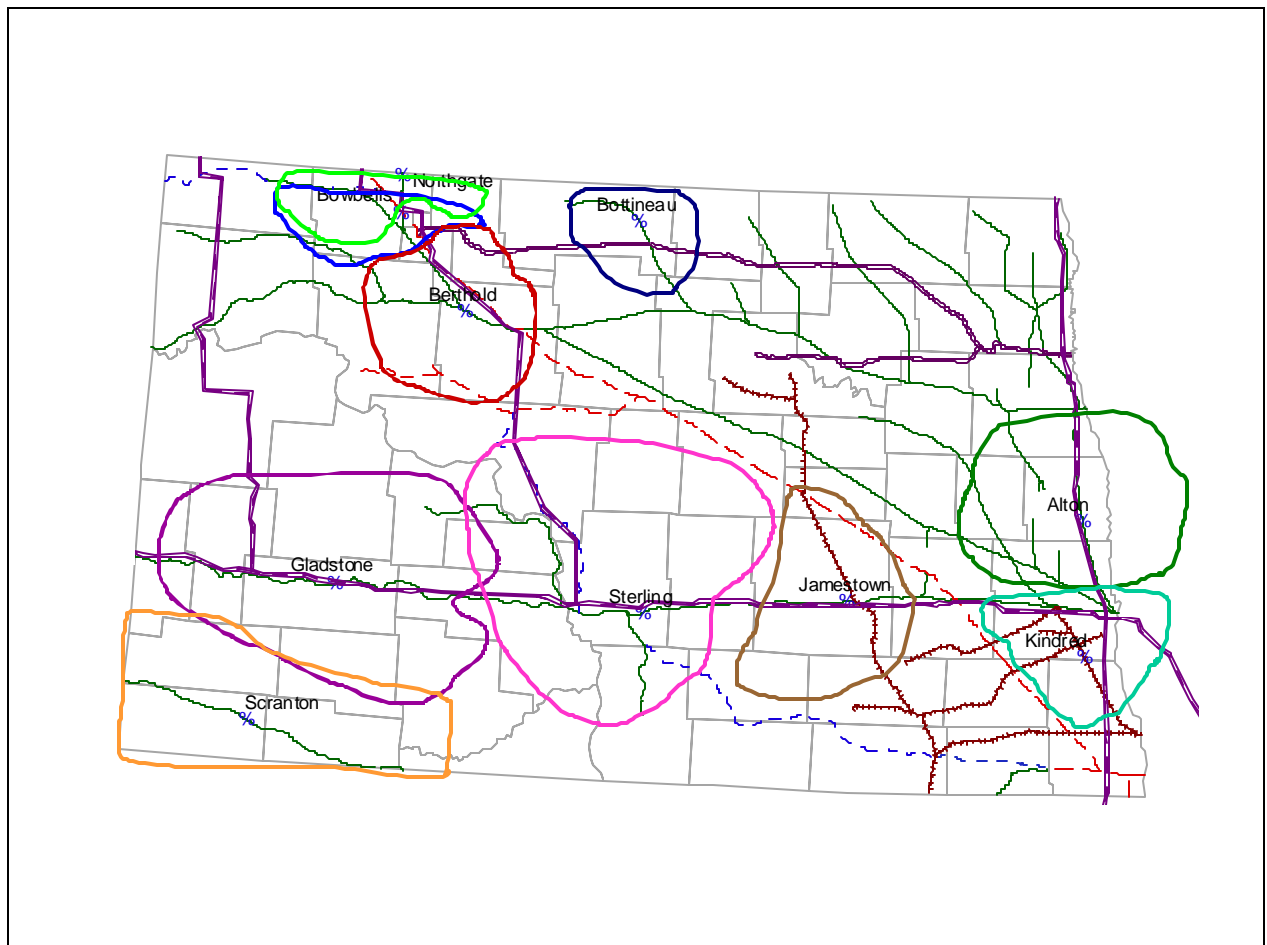 % Northgate
Bowbells
%
Bottineau
%
Berthold
%
Alton
%
Gladstone
%
Sterling
%
Jamestown
%
Kindred
%
Scranton
%